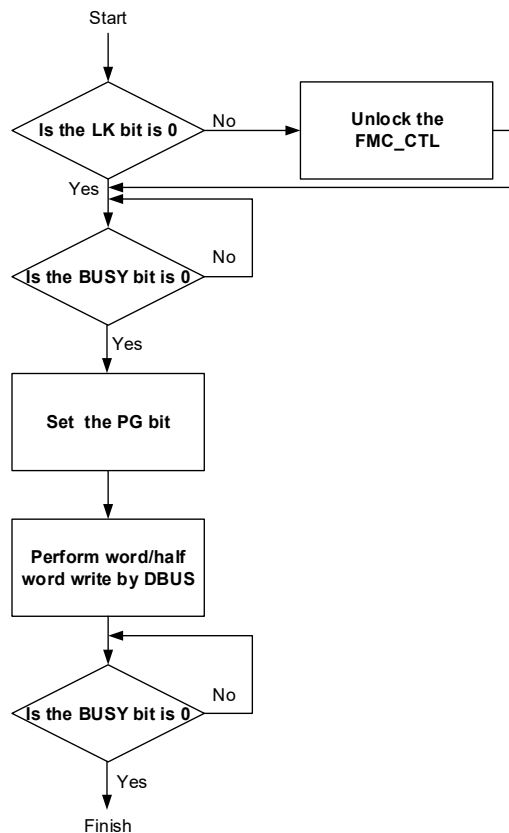 Start
Is the LK bit is 0
No
Unlock the
FMC_CTL
Yes
Is the BUSY bit is 0
No
Yes
Set the PG bit
Perform word/half
word write by DBUS
Is the BUSY bit is 0
No
Yes
Finish